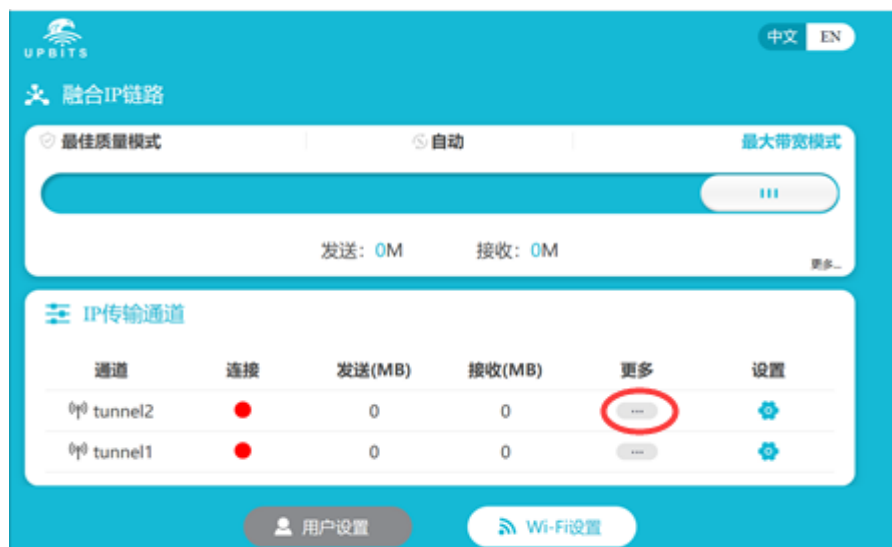 UPBITS
中文 EN
融合IP链路
最佳质量模式 自动 最大带宽模式
发送: 0M 接收: 0M
更多...
IP传输通道
通道 连接 发送(MB) 接收(MB) 更多 设置
tunnel2 0 0 ...
tunnel1 0 0 ...
用户设置 Wi-Fi设置